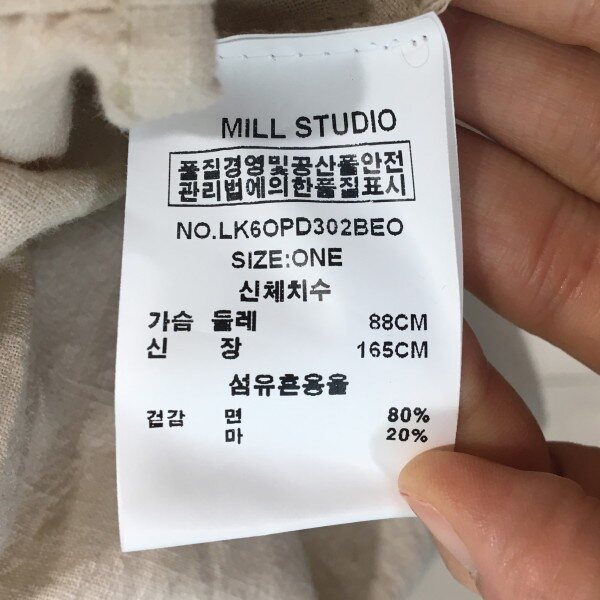 MILL STUDIO
품질경영및공산품안전
관리법에의한품질표시
NO.LK6OPD302BEO
SIZE:ONE
신체치수
가슴 둘레 88CM
신 장 165CM
섬유혼용율
겉감 면 80%
마 20%